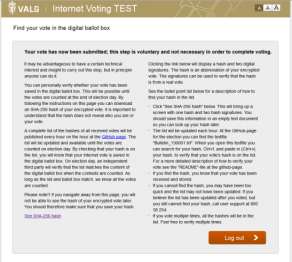 VALG | Internet Voting TEST
A A A
Find your vote in the digital ballot box
Your vote has now been submitted; this step is voluntary and not necessary in order to complete voting.
It may be advantageous to have a certain technical
interest and insight to carry out this step, but in principle
anyone can do it.
You can personally verify whether your vote has been
saved in the digital ballot box. This will be possible until
the votes are counted at the end of election day. By
following the instructions on the page you can download
an SHA-256 hash of your encrypted vote. It is important to
understand that the hash does not reveal who you are or
your vote.
A complete list of the hashes of all received votes will be
published every hour on the hour at the GitHub page. The
list will be updated and available until the votes are
counted on election day. By checking that your hash is on
the list, you will know that your internet vote is saved in
the digital ballot box. On election day, an independent
third party will verify that the list matches the content of
the digital ballot box when the contents are counted. As
long as the list and ballot box match, we know all the votes
are counted.
Please note! If you navigate away from this page, you will
not be able to see the hash of your encrypted vote later.
You should therefore make sure that you save your hash.
See SHA-256 hash
Clicking the link below will display a hash and two digital
signatures. The hash is an abbreviation of your encrypted
vote. The signatures can be used to verify that the hash
is from a real vote.
See the bullet point list below for a description of how to
find your hash in the list
- Click "See SHA-256 hash" below. This will bring up a
screen with one hash and two hash signatures. You
should save this information in an empty text document
so you can look up your hash later.
- The list will be updated each hour. At the GitHub page
for the election you can find the textfile
you can search for your hash. Ctrl+F and paste in (Ctrl+v)
your hash, to verify that your vote's hash is on the list.
For a more detailed description of how to verify your
vote see the "README"-file at the github-page.
- If you find the hash, you know that your vote has been
received and stored.
- If you cannot find the hash, you may have been too
quick and the list may not have been updated. If you
believe the list has been updated after you voted, but
you still cannot find your hash, call user support at
- If you vote multiple times, all the hashes will be in the
list. Feel free to verify multiple times
Log out >